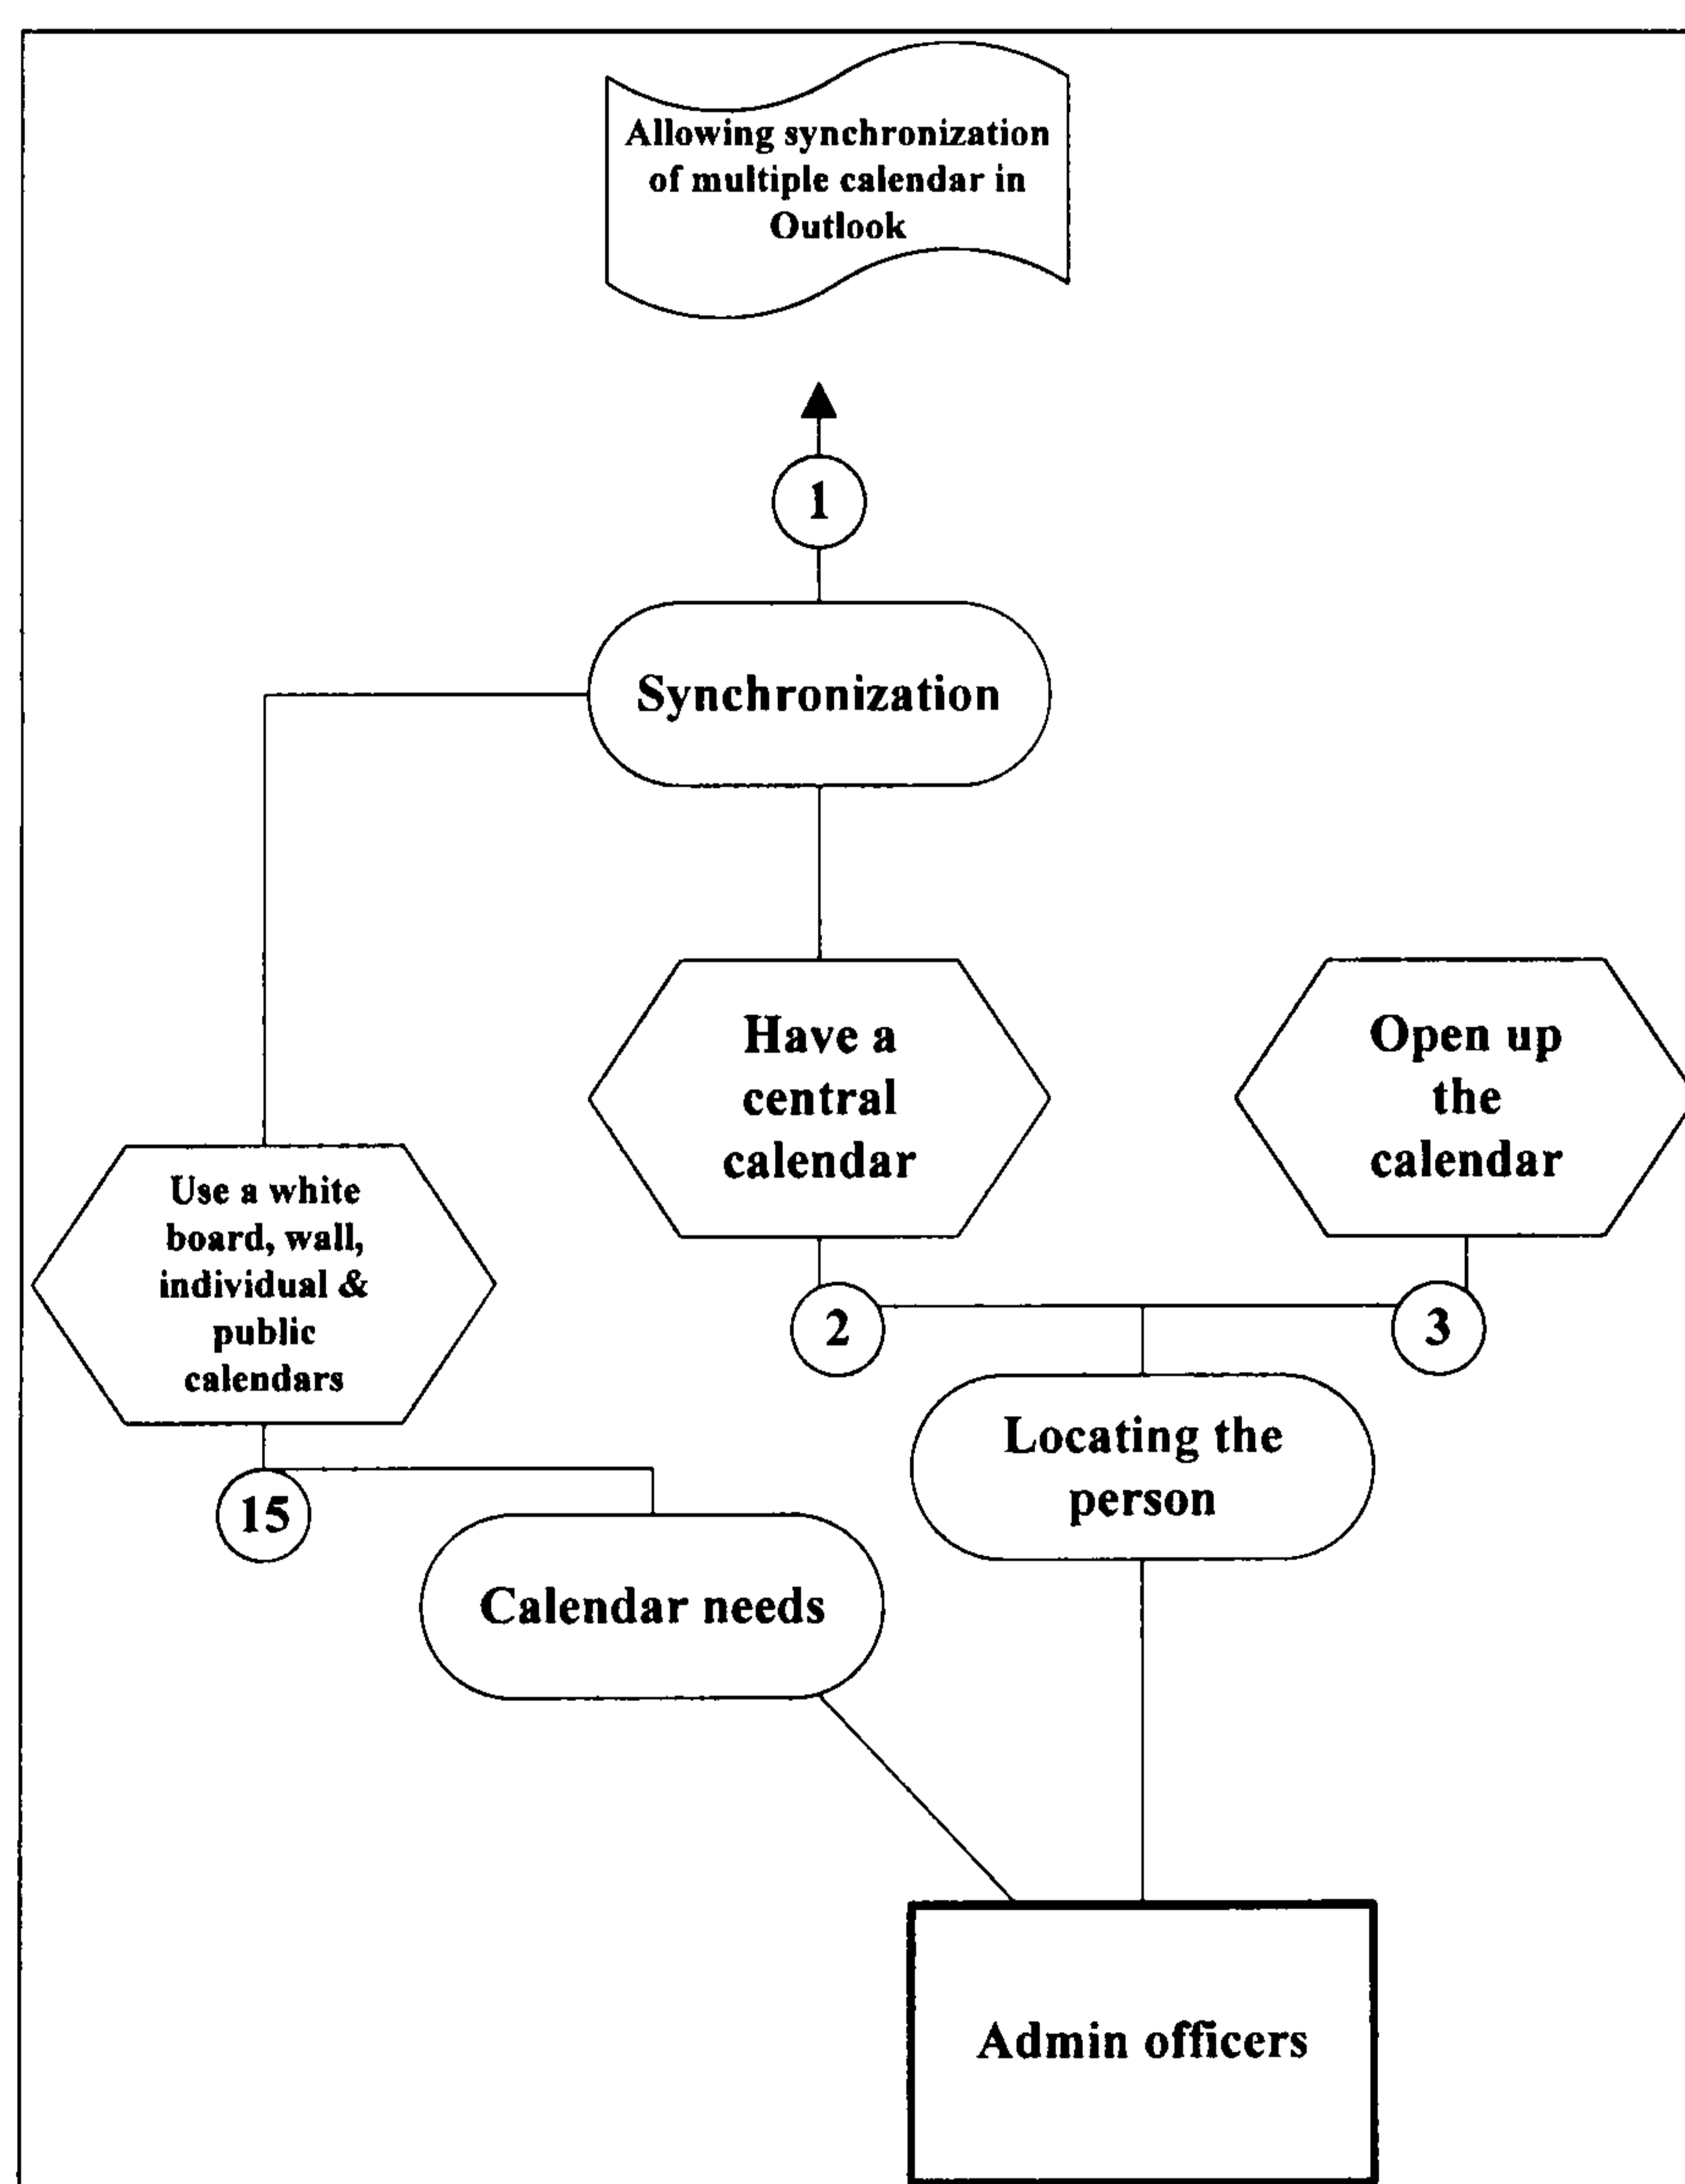 Allowing synchronization
of multiple calendar in
Outlook
1
Synchronization
Have a
central
calendar
Open up
the
calendar
Use a white
board, wall,
individual &
public
calendars
2
3
Locating the
person
15
Calendar needs
Admin officers